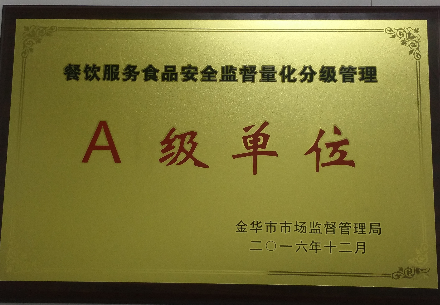 餐饮服务食品安全监督量化分级管理
A级单位
金华市市场监督管理局
二〇一六年十二月